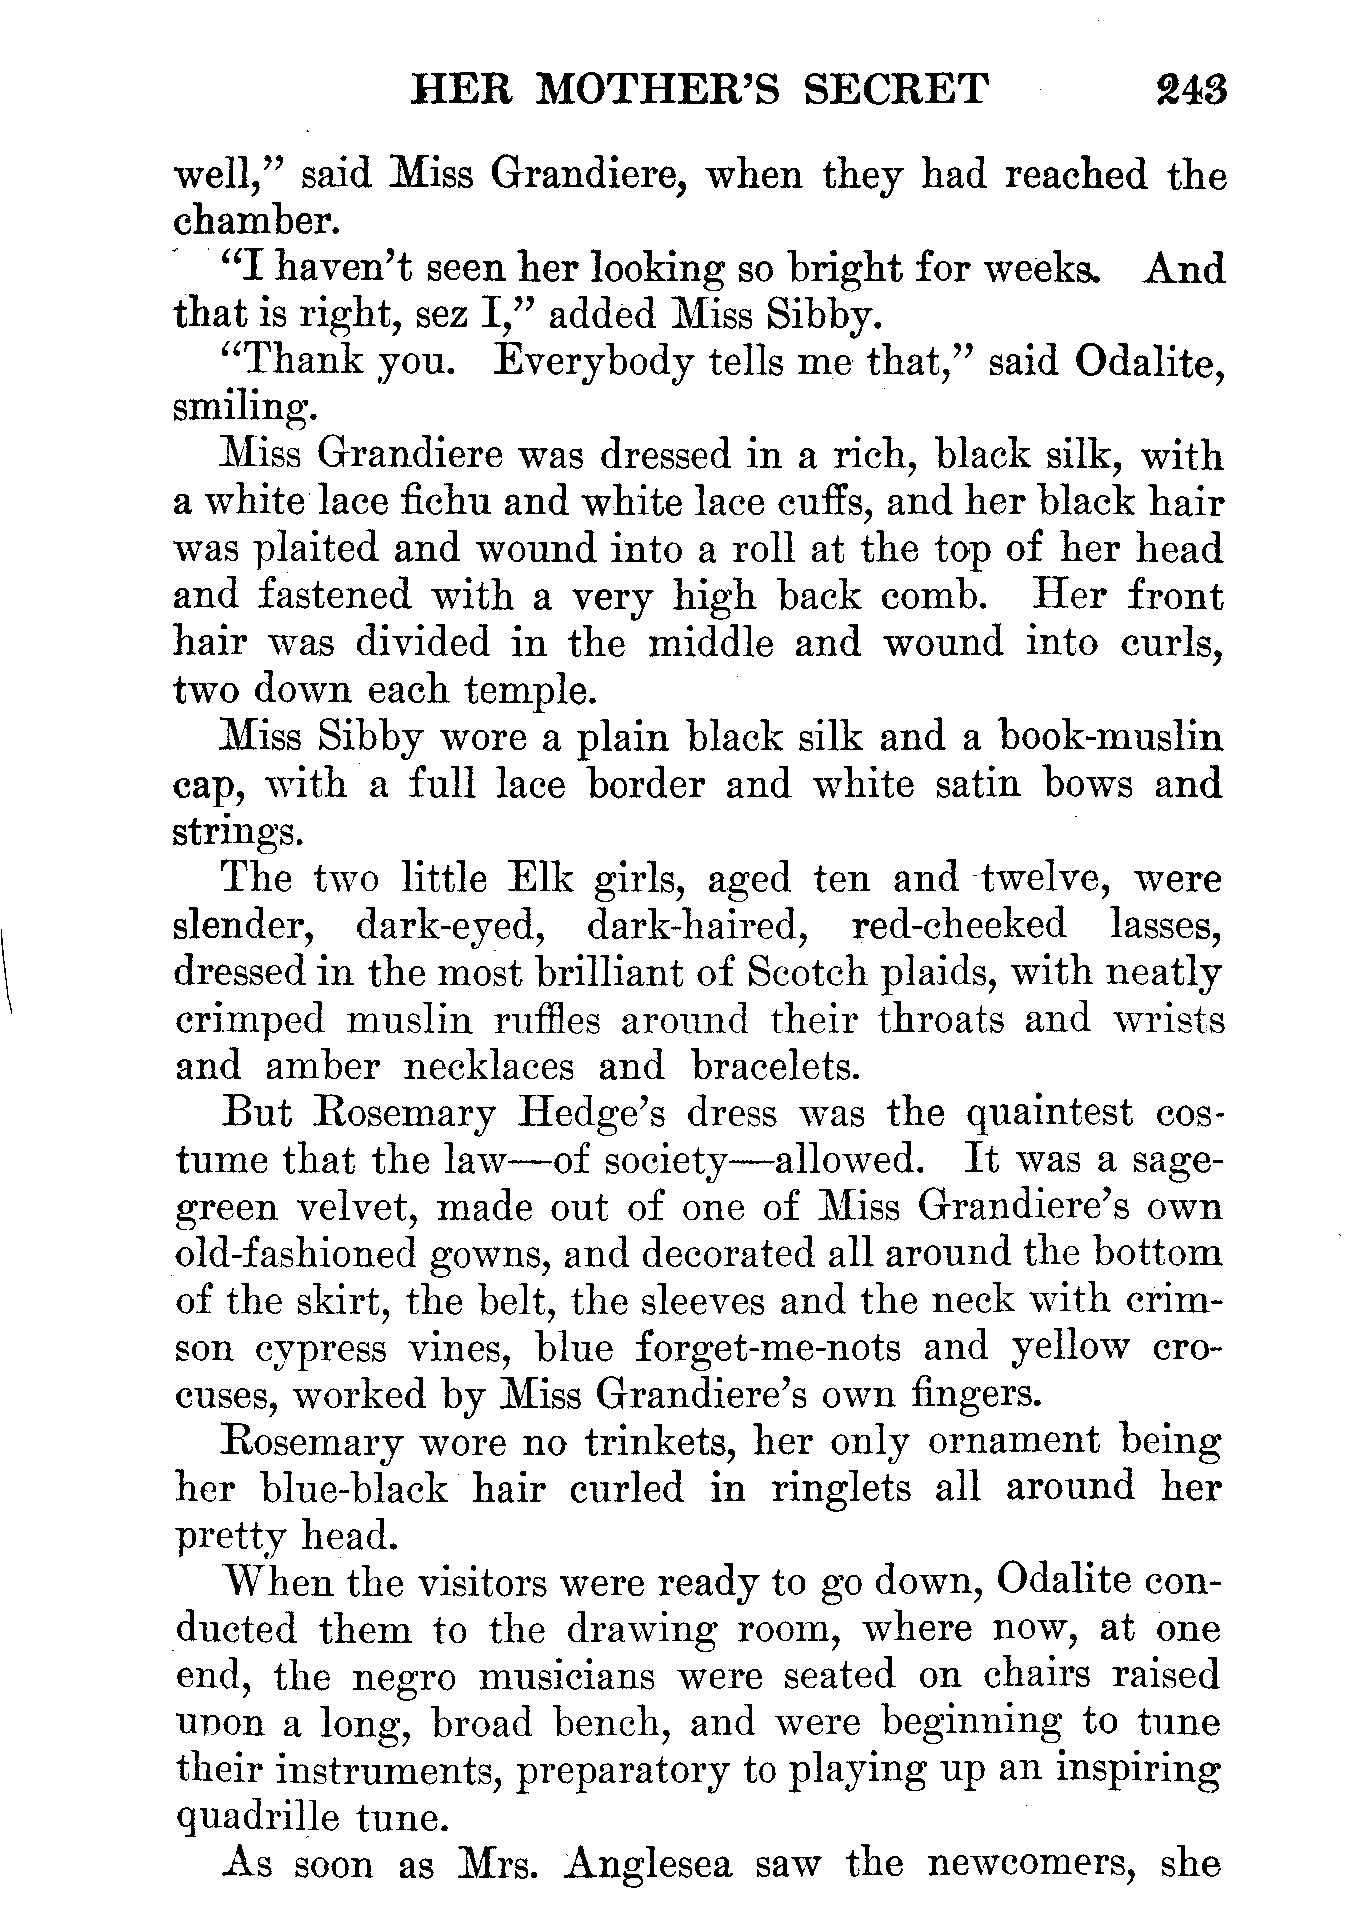 HER MOTHER'S SECRET 243
well," said Miss Grandiere, when they had reached the
chamber.
"I haven't seen her looking so bright for weeks. And
that is right, sez I," added Miss Sibby.
"Thank you. Everybody tells me that," said Odalite,
smiling.
Miss Grandiere was dressed in a rich, black silk, with
a white lace fichu and white lace cuffs, and her black hair
was plaited and wound into a roll at the top of her head
and fastened with a very high back comb. Her front
hair was divided in the middle and wound into curls,
two down each temple.
Miss Sibby wore a plain black silk and a book-muslin
cap, with a full lace border and white satin bows and
strings.
The two little Elk girls, aged ten and twelve, were
slender, dark-eyed, dark-haired, red-cheeked lasses,
dressed in the most brilliant of Scotch plaids, with neatly
crimped muslin ruffles around their throats and wrists
and amber necklaces and bracelets.
But Rosemary Hedge's dress was the quaintest cos-
tume that the law—of society—allowed. It was a sage-
green velvet, made out of one of Miss Grandiere's own
old-fashioned gowns, and decorated all around the bottom
of the skirt, the belt, the sleeves and the neck with crim-
son cypress vines, blue forget-me-nots and yellow cro-
cuses, worked by Miss Grandiere's own fingers.
Rosemary wore no trinkets, her only ornament being
her blue-black hair curled in ringlets all around her
pretty head.
When the visitors were ready to go down, Odalite con-
ducted them to the drawing room, where now, at one
end, the negro musicians were seated on chairs raised
upon a long, broad bench, and were beginning to tune
their instruments, preparatory to playing up an inspiring
quadrille tune.
As soon as Mrs. Anglesea saw the newcomers, she